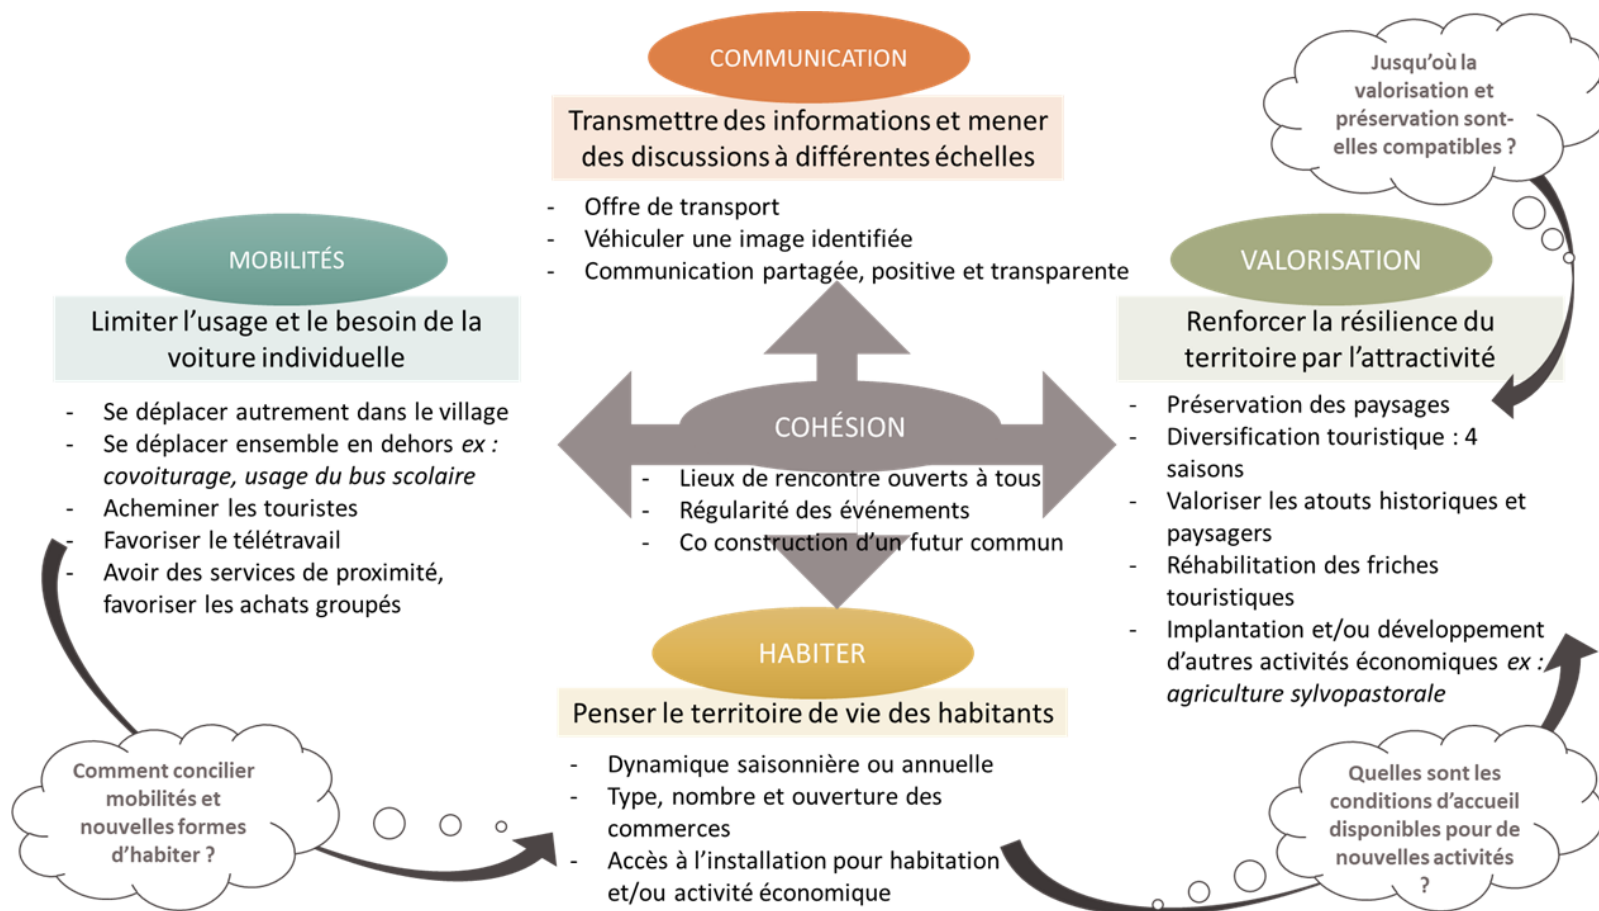 COMMUNICATION
Transmettre des informations et mener
des discussions à différentes échelles
- Offre de transport
- Véhiculer une image identifiée
- Communication partagée, positive et transparente
Jusqu’où la
valorisation et
préservation sont-
elles compatibles ?
MOBILITÉS
Limiter l’usage et le besoin de la
voiture individuelle
- Se déplacer autrement dans le village
- Se déplacer ensemble en dehors ex :
covoiturage, usage du bus scolaire
- Acheminer les touristes
- Favoriser le télétravail
- Avoir des services de proximité,
favoriser les achats groupés
COHÉSION
- Lieux de rencontre ouverts à tous
- Régularité des événements
- Co construction d’un futur commun
VALORISATION
Renforcer la résilience du
territoire par l’attractivité
- Préservation des paysages
- Diversification touristique : 4
saisons
- Valoriser les atouts historiques et
paysagers
- Réhabilitation des friches
touristiques
- Implantation et/ou développement
d’autres activités économiques ex :
agriculture sylvopastorale
HABITER
Penser le territoire de vie des habitants
- Dynamique saisonnière ou annuelle
- Type, nombre et ouverture des
commerces
- Accès à l’installation pour habitation
et/ou activité économique
Comment concilier
mobilités et
nouvelles formes
d’habiter ?
Quelles sont les
conditions d’accueil
disponibles pour de
nouvelles activités
?